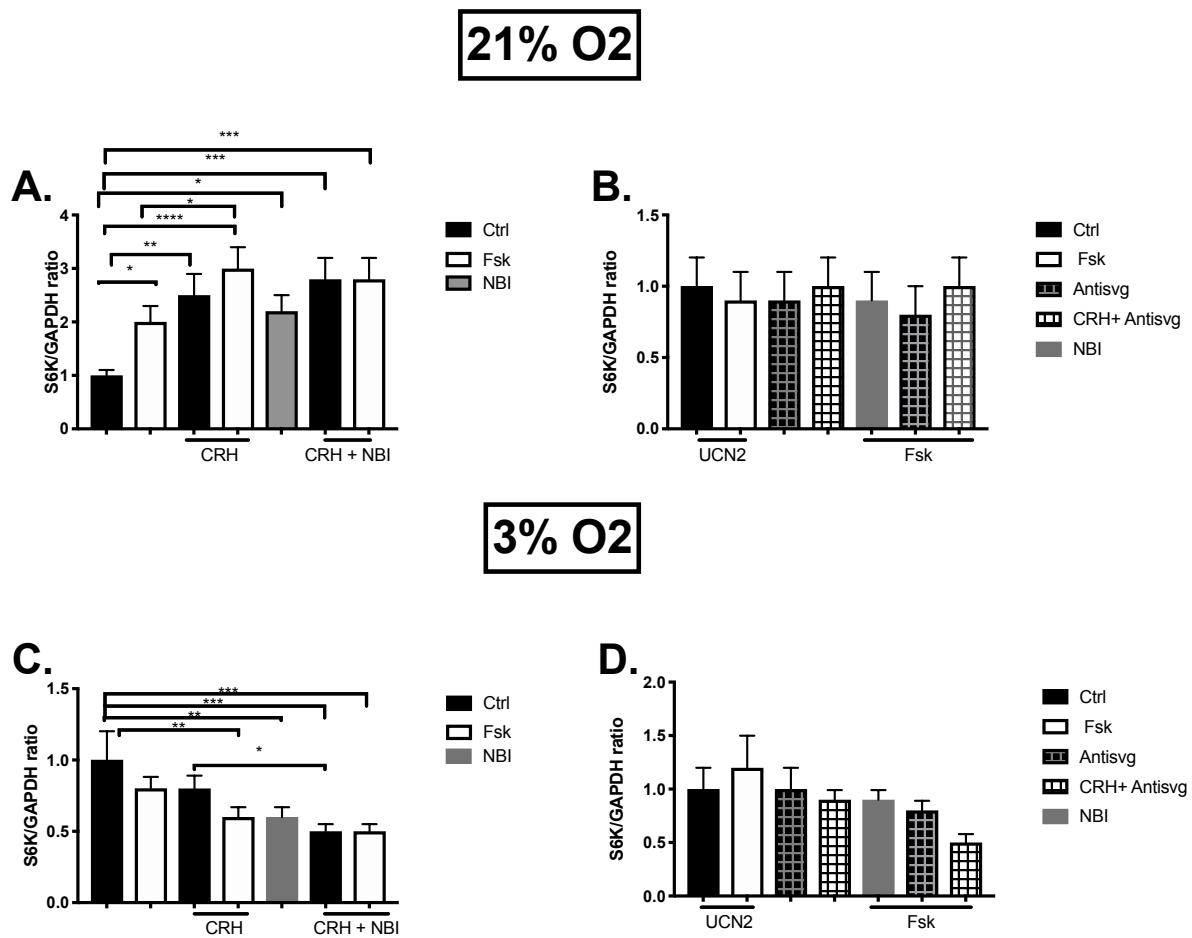 21% O2
A.
***
***
*
*
****
**
*
S6K/GAPDH ratio
4
3
2
1
0
CRH
CRH + NBI
Ctrl
Fsk
NBI
B.
S6K/GAPDH ratio
1.5
1.0
0.5
0.0
UCN2
Fsk
Ctrl
Fsk
Antisvg
CRH+ Antisvg
NBI
3% O2
C.
***
***
**
**
*
S6K/GAPDH ratio
1.5
1.0
0.5
0.0
CRH
CRH + NBI
Ctrl
Fsk
NBI
D.
S6K/GAPDH ratio
2.0
1.5
1.0
0.5
0.0
UCN2
Fsk
Ctrl
Fsk
Antisvg
CRH+ Antisvg
NBI